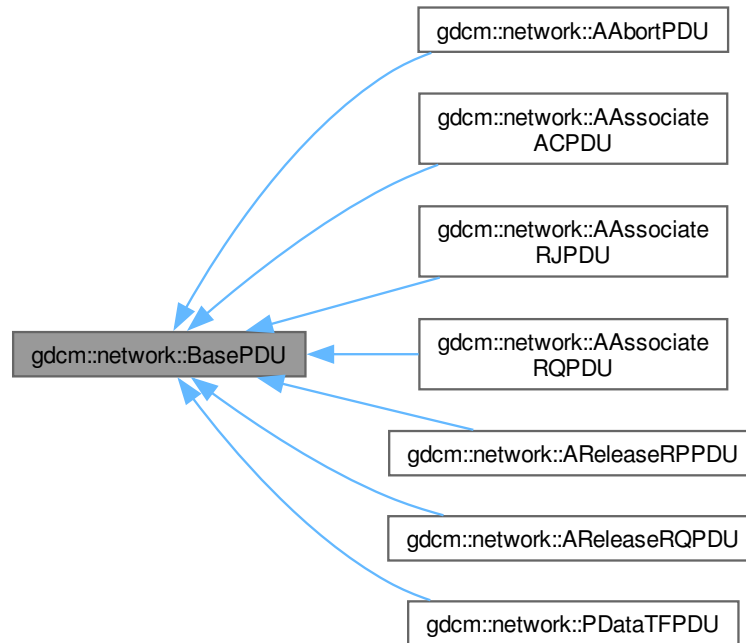 gdcm::network::AAbortPDU
gdcm::network::AAssociate
ACPDU
gdcm::network::AAssociate
RJPDU
gdcm::network::BasePDU
gdcm::network::AAssociate
RQPDU
gdcm::network::AReleaseRPPDU
gdcm::network::AReleaseRQPDU
gdcm::network::PDataTFPDU